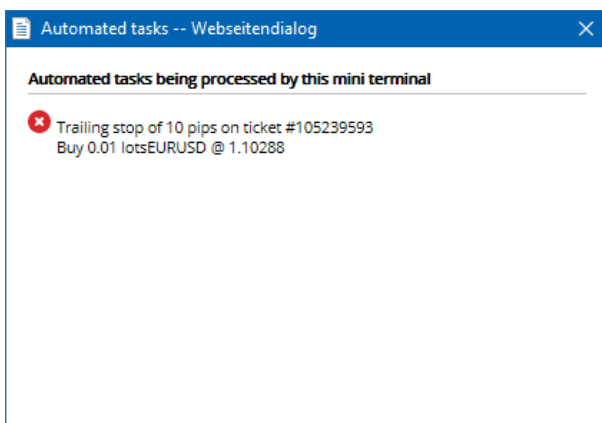 Automated tasks -- Webseitendialog
Automated tasks being processed by this mini terminal
Trailing stop of 10 pips on ticket #105239593
Buy 0.01 lotsEURUSD @ 1.10288